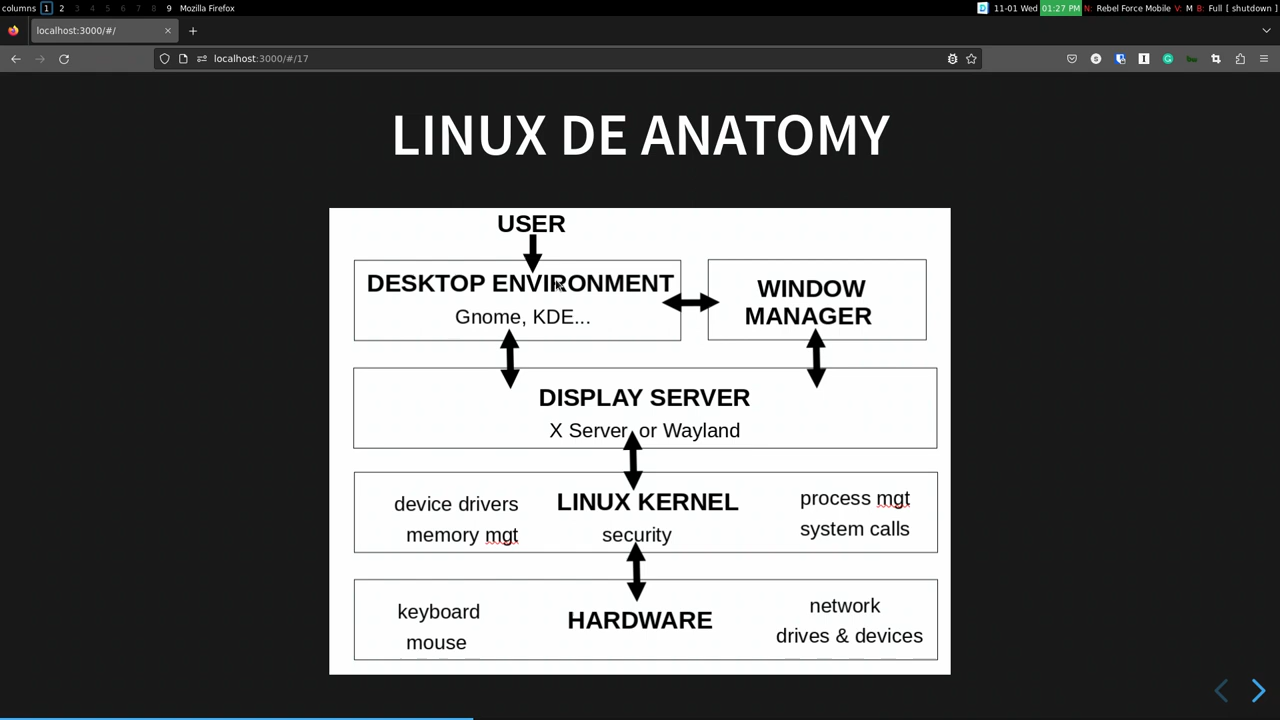 columns 1 2 3 4 5 6 7 8 9 Mozilla Firefox
11-01 Wed 01:27 PM N: Rebel Force Mobile V: M B: Full [ shutdown ]
localhost:3000/#/
localhost:3000/#/17
LINUX DE ANATOMY
USER
DESKTOP ENVIRONMENT
Gnome, KDE...
WINDOW
MANAGER
DISPLAY SERVER
X Server or Wayland
device drivers
memory mgt
LINUX KERNEL
security
process mgt
system calls
keyboard
mouse
HARDWARE
network
drives & devices